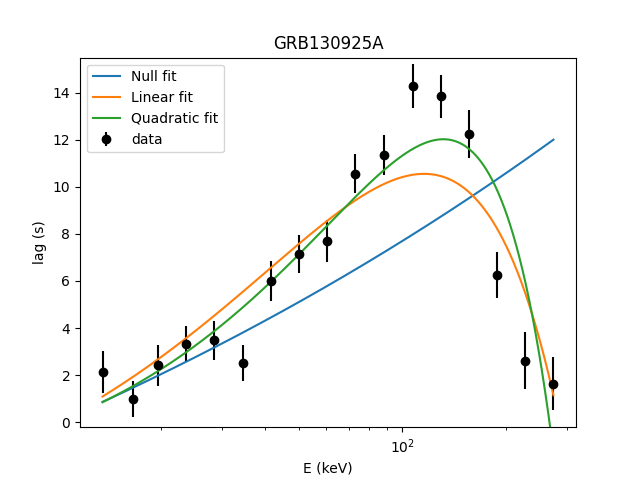 GRB130925A
Null fit
Linear fit
Quadratic fit
data
14
12
10
8
6
4
2
0
lag (s)
10²
E (keV)